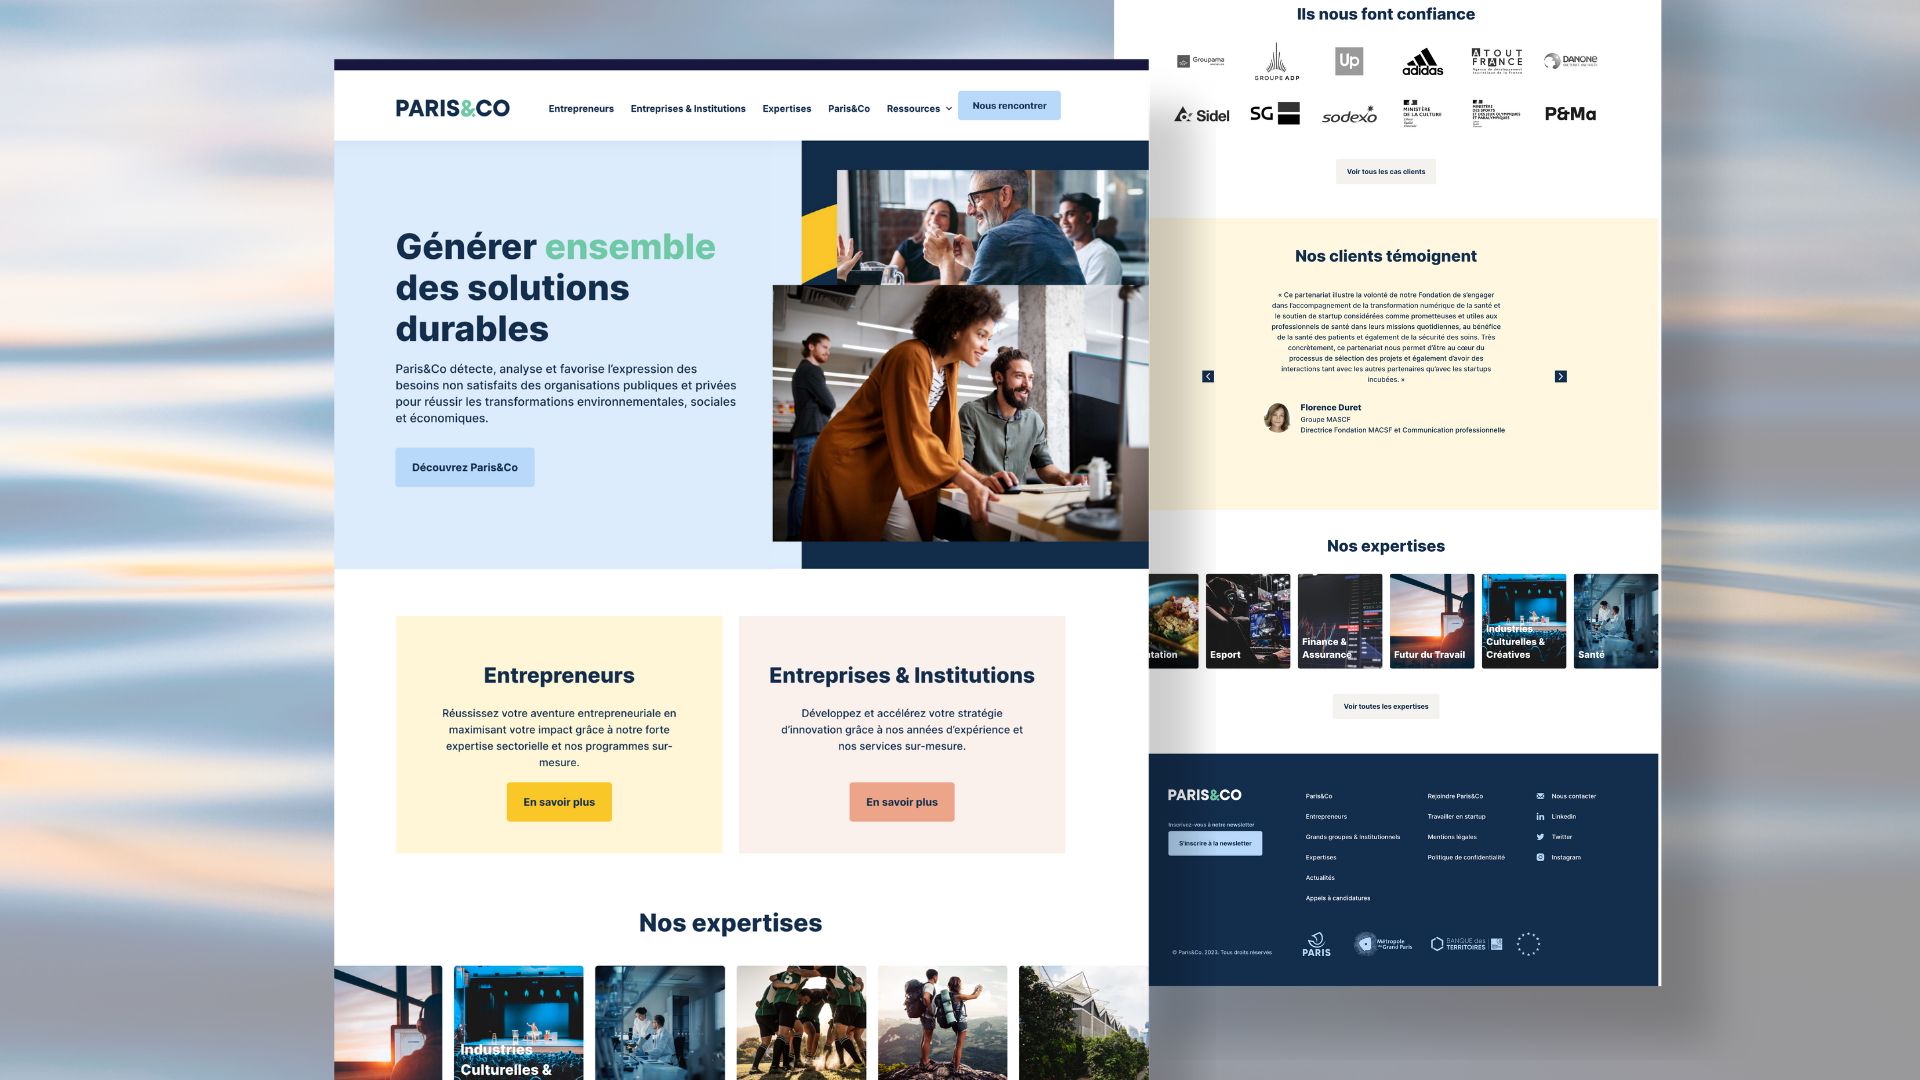 PARIS&CO
Entrepreneurs
Entreprises & Institutions
Expertises
Paris&Co
Ressources
Nous rencontrer
Générer ensemble
des solutions
durables
Paris&Co détecte, analyse et favorise l’expression des
besoins non satisfaits des organisations publiques et privées
pour réussir les transformations environnementales, sociales
et économiques.
Découvrez Paris&Co
Entrepreneurs
Réussissez votre aventure entrepreneuriale en
maximisant votre impact grâce à notre forte
expertise sectorielle et nos programmes sur-
mesure.
En savoir plus
Entreprises & Institutions
Développez et accélérez votre stratégie
d’innovation grâce à nos années d’expérience et
nos services sur-mesure.
En savoir plus
Nos expertises
Industries
Culturelles &
Ils nous font confiance
Groupama
GROUPE ADP
Up
adidas
ATOUT
FRANCE
DANONE
Sidel
SG
sodexo
MINISTÈRE
DE LA CULTURE
MINISTÈRE
DES SPORTS
ET DES JEUX OLYMPIQUES
ET PARALYMPIQUES
P&Ma
Voir tous les cas clients
Nos clients témoignent
« Ce partenariat illustre la volonté de notre Fondation de s’engager
dans l’accompagnement de la transformation numérique de la santé et
le soutien de startup considérées comme prometteuses et utiles aux
professionnels de santé dans leurs missions quotidiennes, au bénéfice
de la santé des patients et également de la sécurité des soins. Très
concrètement, ce partenariat nous permet d’être au cœur du
processus de sélection des projets et également d’avoir des
interactions tant avec les autres partenaires qu’avec les startups
incubées. »
Florence Duret
Groupe MASCF
Directrice Fondation MACSF et Communication professionnelle
Nos expertises
ntation
Esport
Finance &
Assurance
Futur du Travail
Industries
Culturelles &
Créatives
Santé
Voir toutes les expertises
PARIS&CO
Inscrivez-vous à notre newsletter
S'inscrire à la newsletter
Paris&Co
Entrepreneurs
Grands groupes & Institutionnels
Expertises
Actualités
Appels à candidatures
Rejoindre Paris&Co
Travailler en startup
Mentions légales
Politique de confidentialité
Nous contacter
Linkedin
Twitter
Instagram
© Paris&Co. 2023. Tous droits réservés
PARIS
Métropole
du Grand Paris
BANQUE des
TERRITOIRES